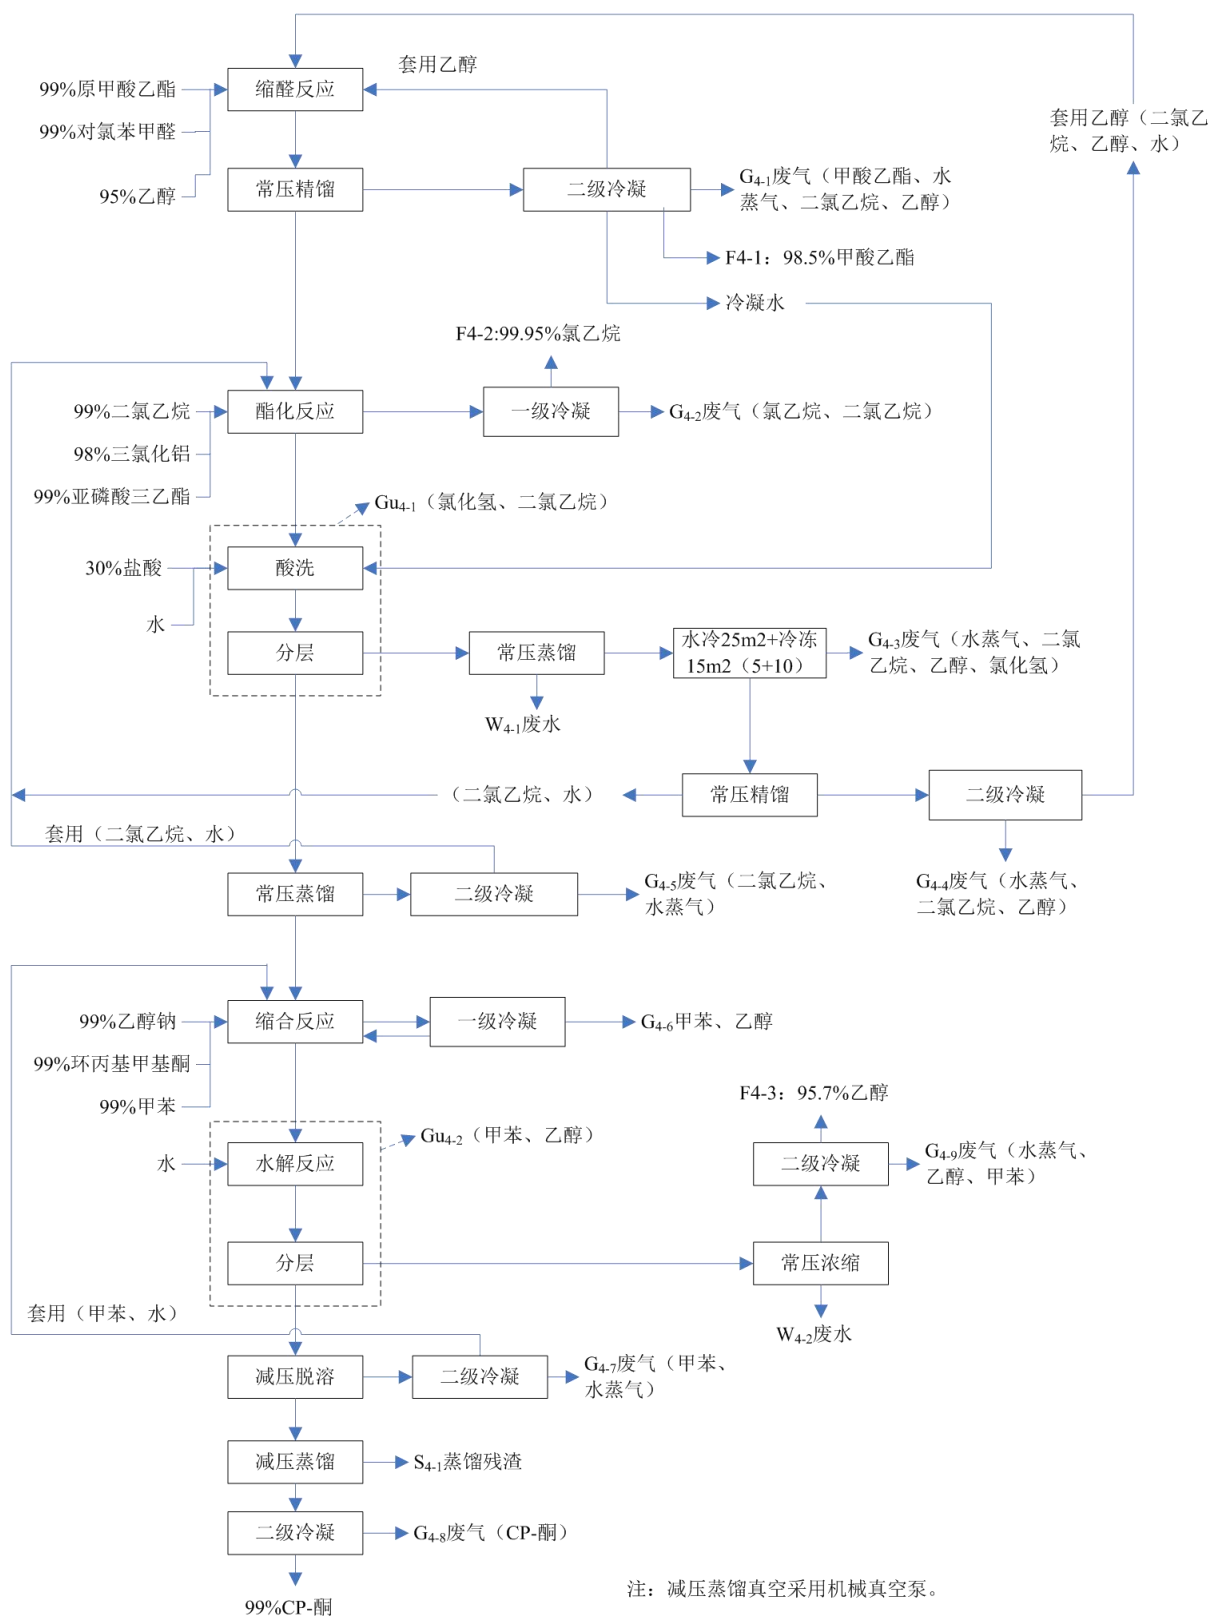 套用乙醇
99%原甲酸乙酯
缩醛反应
套用乙醇（二氯乙
烷、乙醇、水）
99%对氯苯甲醛
95%乙醇
常压精馏
二级冷凝
G4-1废气（甲酸乙酯、水
蒸气、二氯乙烷、乙醇）
F4-1：98.5%甲酸乙酯
冷凝水
F4-2:99.95%氯乙烷
99%二氯乙烷
酯化反应
一级冷凝
G4-2废气（氯乙烷、二氯乙烷）
98%三氯化铝
99%亚磷酸三乙酯
Gu4-1（氯化氢、二氯乙烷）
30%盐酸
酸洗
水
分层
常压蒸馏
水冷25m2+冷冻
15m2（5+10）
G4-3废气（水蒸气、二氯
乙烷、乙醇、氯化氢）
W4-1废水
（二氯乙烷、水）
常压精馏
二级冷凝
套用（二氯乙烷、水）
常压蒸馏
二级冷凝
G4-5废气（二氯乙烷、
水蒸气）
G4-4废气（水蒸气、
二氯乙烷、乙醇）
99%乙醇钠
缩合反应
一级冷凝
G4-6甲苯、乙醇
99%环丙基甲基酮
99%甲苯
F4-3：95.7%乙醇
Gu4-2（甲苯、乙醇）
水
水解反应
二级冷凝
G4-9废气（水蒸气、
乙醇、甲苯）
分层
常压浓缩
套用（甲苯、水）
W4-2废水
减压脱溶
二级冷凝
G4-7废气（甲苯、
水蒸气）
减压蒸馏
S4-1蒸馏残渣
二级冷凝
G4-8废气（CP-酮）
99%CP-酮
注：减压蒸馏真空采用机械真空泵。